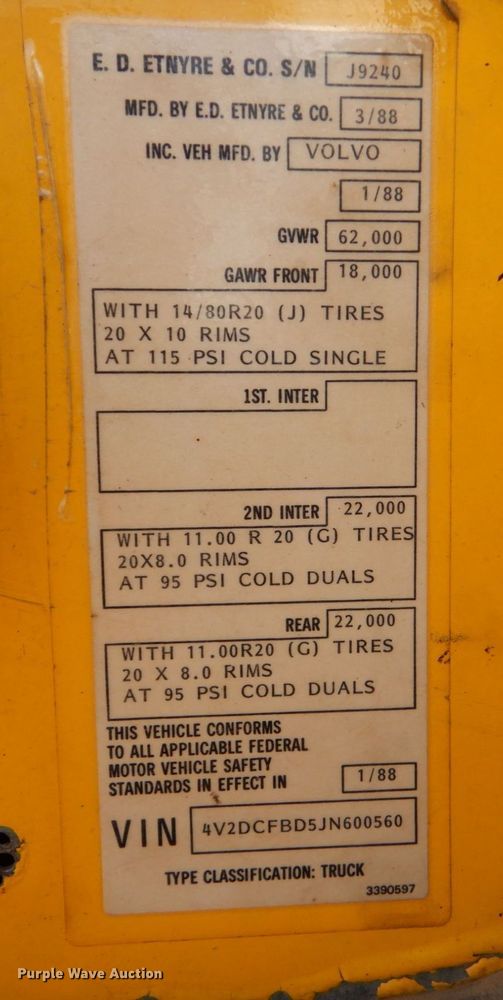 E. D. ETNYRE & CO. S/N J9240
MFD. BY E.D. ETNYRE & CO. 3/88
INC. VEH MFD. BY VOLVO
1/88
GVWR 62,000
GAWR FRONT 18,000
WITH 14/80R20 (J) TIRES
20 X 10 RIMS
AT 115 PSI COLD SINGLE
1ST. INTER
2ND INTER 22,000
WITH 11.00 R 20 (G) TIRES
20X8.0 RIMS
AT 95 PSI COLD DUALS
REAR 22,000
WITH 11.00R20 (G) TIRES
20 X 8.0 RIMS
AT 95 PSI COLD DUALS
THIS VEHICLE CONFORMS
TO ALL APPLICABLE FEDERAL
MOTOR VEHICLE SAFETY
STANDARDS IN EFFECT IN 1/88
VIN 4V2DCFBD5JN600560
TYPE CLASSIFICATION: TRUCK
3390597
Purple Wave Auction